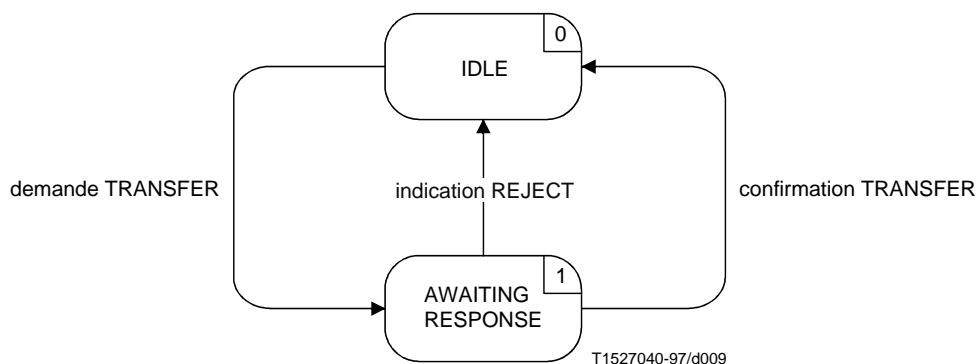 0
IDLE
demande TRANSFER
indication REJECT
confirmation TRANSFER
1
AWAITING
RESPONSE
T1527040-97/d009